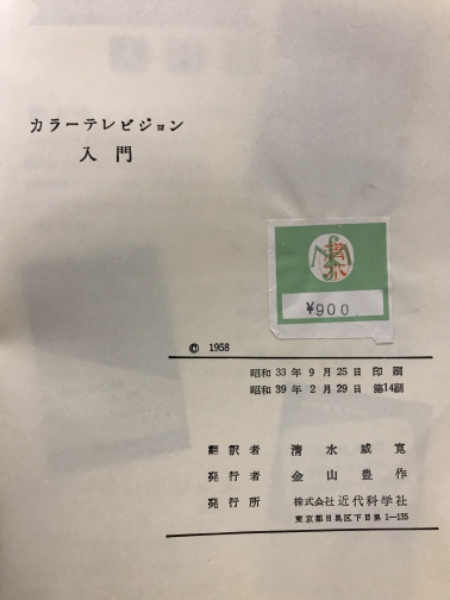 カラーテレビジョン
入門
¥900
© 1958
昭和 33 年 9 月 25 日 印刷
昭和 39 年 2 月 29 日 第14刷
翻訳者 清水威寛
発行者 金山豊作
発行所 株式会社近代科学社
東京都目黒区下目黒1−135